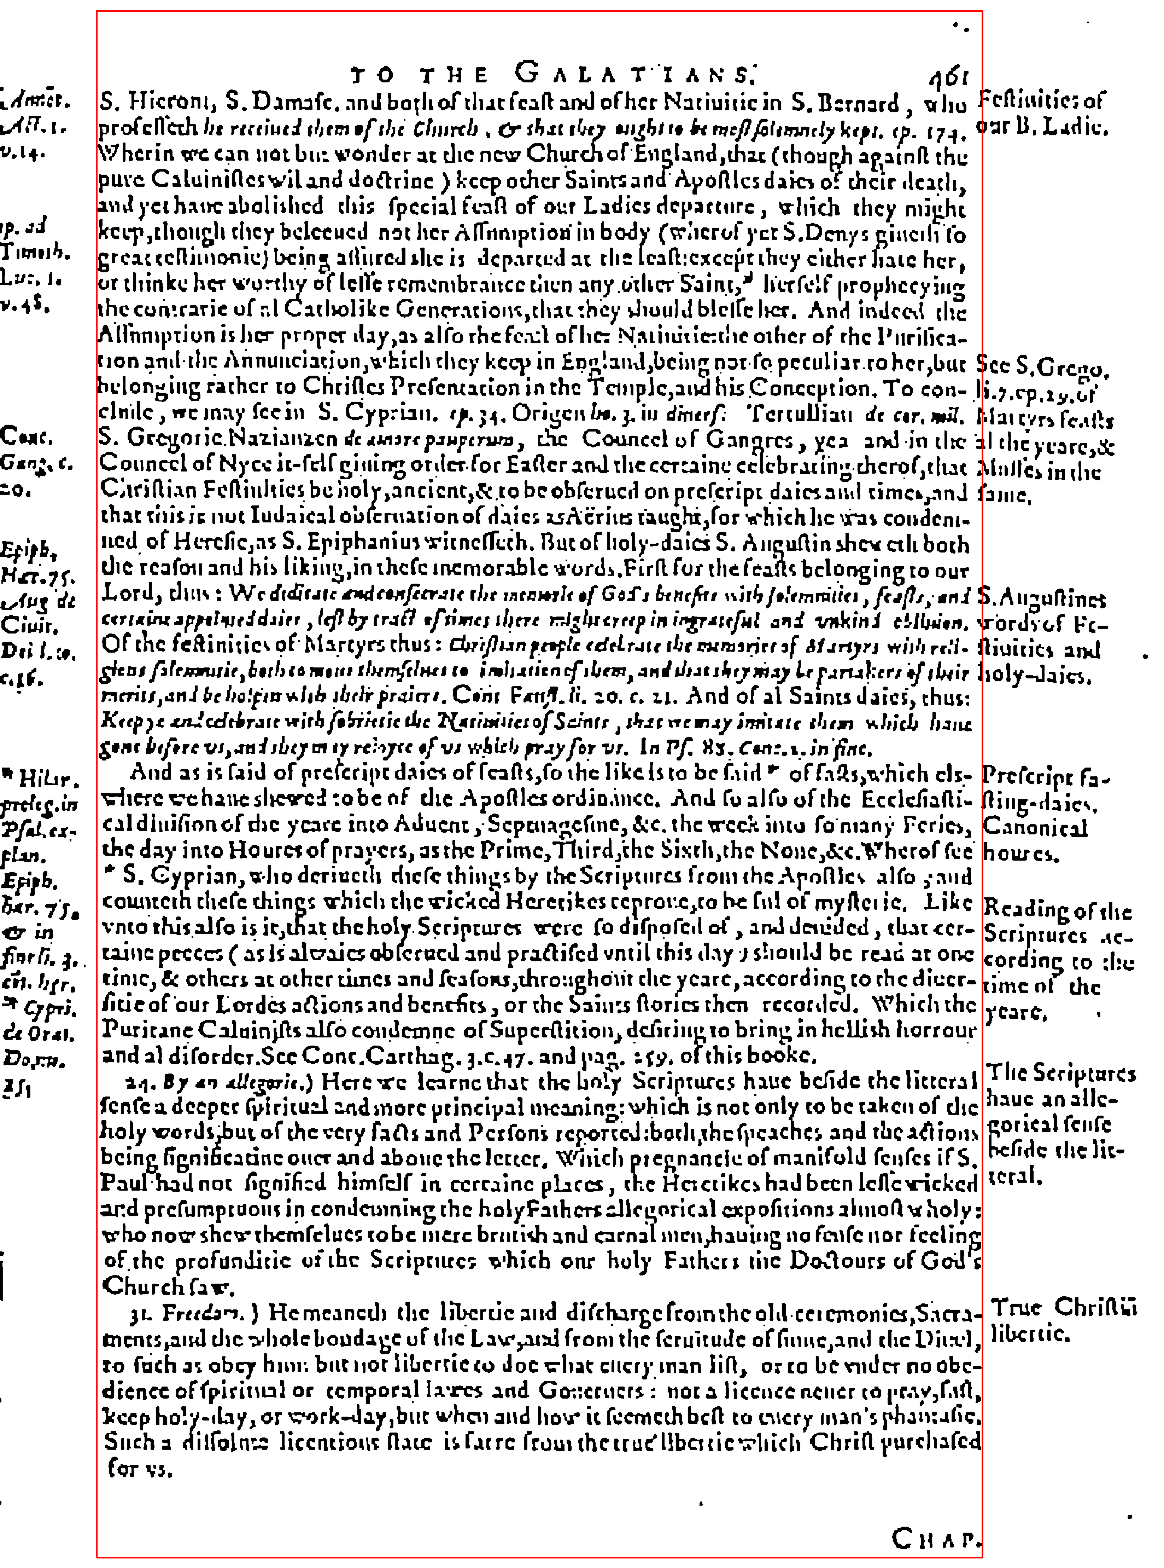 TO THE GALATIANS. 461
S. Hierom, S. Damase. and both of that feast and of her Natiuitie in S. Bernard, who
professeth he receiued them of the Church, & that they ought to be most solemnely kept. ep. 174.
Wherin we can not but wonder at the new Church of England, that (though against the
pure Caluinistes wil and doctrine) keep other Saints and Apostles daies of their death,
and yet haue abolished this special feast of our Ladies departure, which they might
keep, though they beleeued not her Assumption in body (wherof yet S. Denys giueth so
great testimonie) being assured she is departed at the least: except they either hate her,
or thinke her worthy of lesse remembrance then any other Saint, * herself prophecying
the contrarie of al Catholike Generations, that they should blesse her. And indeed the
Assumption is her proper day, as also the feast of her Natiuitie: the other of the Purifica-
tion and the Annunciation, which they keep in England, being not so peculiar to her, but
belonging rather to Christes Presentation in the Temple, and his Conception. To con-
clude, we may see in S. Cyprian. ep. 34. Origen ho. 3. in diuers: Tertullian de cor. mil.
S. Gregorie Nazianzen de amore pauperum, the Councel of Gangres, yea and in the
Councel of Nyce it-self giuing order for Easter and the certaine celebrating therof, that
Christian Festiuities be holy, ancient, & to be obserued on prescript daies and times, and
that this is not Iudaical obseruation of daies as Aërius taught, for which he was condem-
ned of Heresie, as S. Epiphanius witnesseth. But of holy-daies S. Augustin sheweth both
the reason and his liking, in these memorable words. First for the feasts belonging to our
Lord, thus: We dedicate and consecrate the memorie of God's benefits with solemnities, feasts, and
certaine appointed daies, lest by tract of times there might creep in ingrateful and vnkind obliuion.
Of the festiuities of Martyrs thus: Christian people celebrate the memories of Martyrs with reli-
gious solemnitie, both to moue themselues to imitation of them, and that they may be partakers of their
merits, and be holpen with their praiers. Cont Faust. li. 20. c. 21. And of al Saints daies, thus:
Keep ye and celebrate with sobrietie the Natiuities of Saints, that we may imitate them which haue
gone before vs, and they may reioyce of vs which pray for vs. In Ps. 88. Conc. 2. in fine.
And as is said of prescript daies of feasts, so the like is to be said * of fasts, which els-
where we haue shewed to be of the Apostles ordinance. And so also of the Ecclesiasti-
cal diuision of the yeare into Aduent, Septuagesme, &c. the week into so many Feries,
the day into Houres of prayers, as the Prime, Third, the Sixth, the None, &c. Wherof see
* S. Cyprian, who deriueth these things by the Scriptures from the Apostles also, and
counteth these things which the wicked Heretikes reproue, to be ful of mysterie. Like
vnto this also is it, that the holy Scriptures were so disposed of, and deuided, that cer-
taine peeces (as is alwaies obserued and practised vntil this day) should be read at one
time, & others at other times and seasons, throughout the yeare, according to the diuer-
sitie of our Lordes actions and benefits, or the Saints stories then recorded. Which the
Puritane Caluinists also condemne of Superstition, desiring to bring in hellish horrour
and al disorder. See Conc. Carthag. 3. c. 47. and pag. 259. of this booke.
24. By an allegorie.) Here we learne that the holy Scriptures haue beside the litteral
sense a deeper spiritual and more principal meaning: which is not only to be taken of the
holy words, but of the very facts and Persons reported: both, the speaches and the actions
being significatiue ouer and aboue the letter. Which pregnancie of manifold senses if S.
Paul had not signified himself in certaine places, the Heretikes had been lesse wicked
and presumptuous in condemning the holy Fathers allegorical expositions almost wholy:
who now shew themselues to be mere brutish and carnal men, hauing no sense nor feeling
of the profunditie of the Scriptures which our holy Fathers the Doctours of God's
Church saw.
31. Freedom.) He meaneth the libertie and discharge from the old ceremonies, Sacra-
ments, and the whole bondage of the Law, and from the seruitude of sinne, and the Diuel,
to such as obey him: but not libertie to doe what euery man list, or to be vnder no obe-
dience of spiritual or temporal lawes and Gouerners: not a licence neuer to pray, fast,
keep holy-day, or work-day, but when and how it seemeth best to euery man's phantasie.
Such a dissolute licentious state is farre from the true libertie which Christ purchased
for vs.
CHAP.
Annot.
Act. 1.
v. 14.
ep. ad
Timoth.
Luc. 1.
v. 48.
Conc.
Gang. c.
20.
Epiph.
Hær. 75.
Aug de
Ciuit.
Dei l. 10.
c. 16.
* Hilar.
proleg. in
Psal. ex-
plan.
Epiph.
hær. 75.
& in
fine li. 3.
cõt. hær.
* Cypri.
de Orat.
Dom.
Festiuities of
our B. Ladie.
See S. Grego.
li. 7. ep. 29. of
Martyrs feasts
al the yeare, &
Masses in the
same.
S. Augustines
words of Fe-
stiuities and
holy-daies.
Prescript fa-
sting-daies.
Canonical
houres.
Reading of the
Scriptures ac-
cording to the
time of the
yeare.
The Scriptures
haue an alle-
gorical sense
beside the lit-
teral.
True Christiã
libertie.